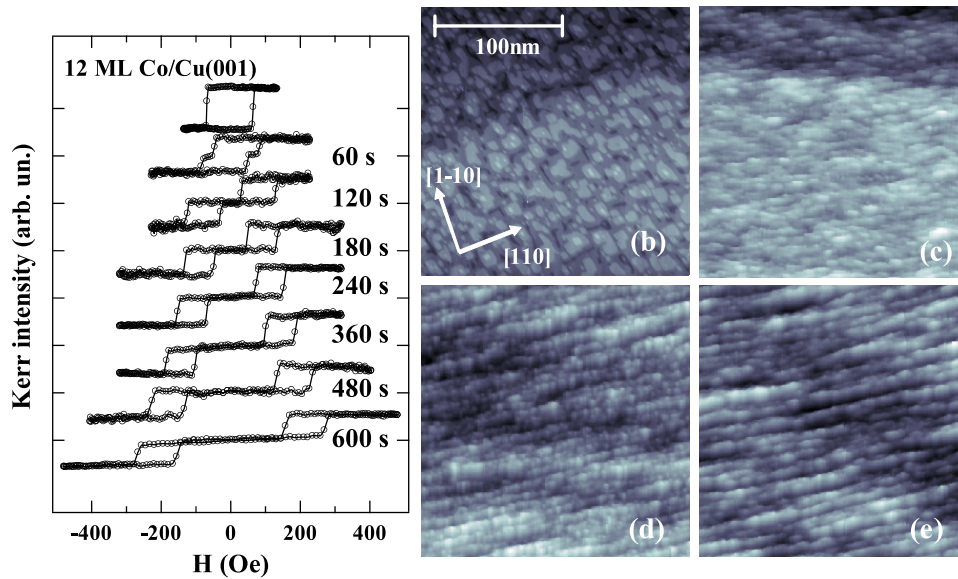 12 ML Co/Cu(001)
60 s
120 s
180 s
240 s
360 s
480 s
600 s
Kerr intensity (arb. un.)
-400 -200 0 200 400
H (Oe)
100nm
[1-10]
[110]
(b)
(c)
(d)
(e)